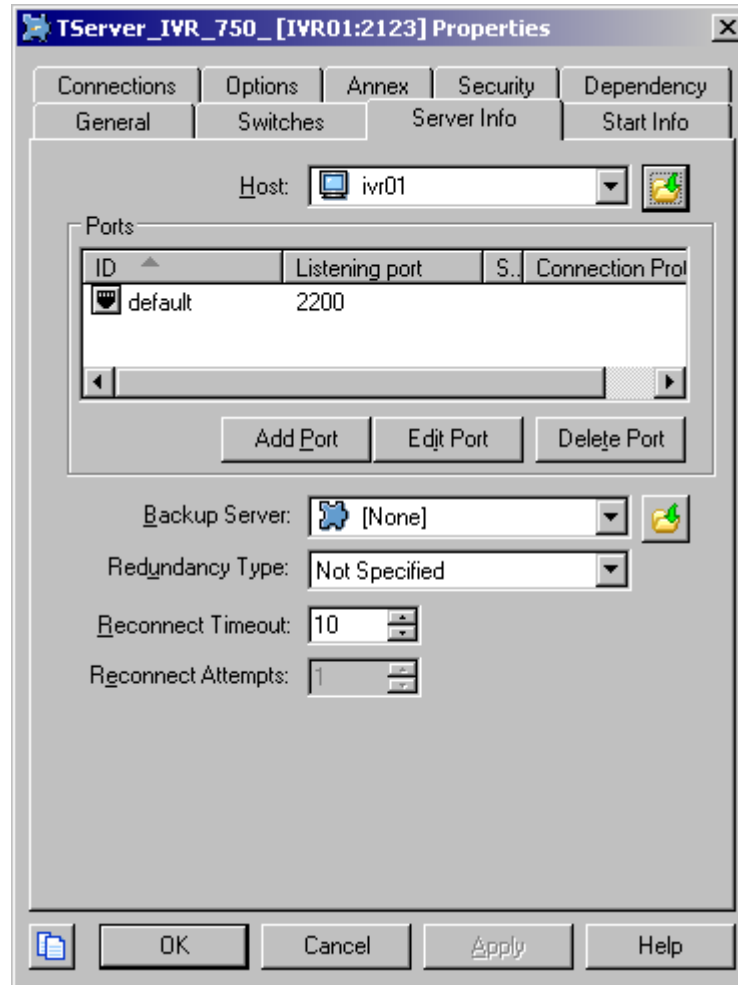 TServer_IVR_750_ [IVR01:2123] Properties
Connections Options Annex Security Dependency
General Switches Server Info Start Info
Host: ivr01
Ports
ID Listening port S.. Connection Prot
default 2200
Add Port Edit Port Delete Port
Backup Server: [None]
Redundancy Type: Not Specified
Reconnect Timeout: 10
Reconnect Attempts: 1
OK Cancel Apply Help